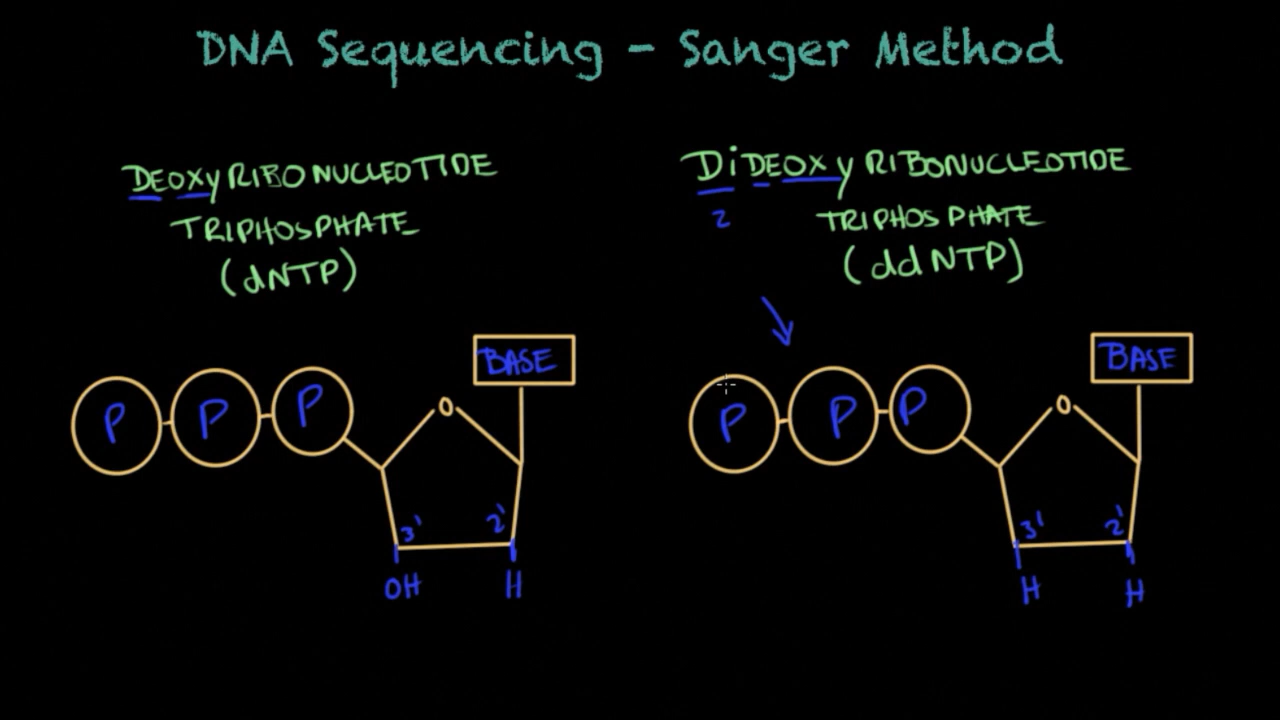 DNA Sequencing - Sanger Method
DEOXYRIBONUCLEOTIDE
TRIPHOSPHATE
(dNTP)
P P P
O
BASE
3' 2'
OH H
DiDEOXYRIBONUCLEOTIDE
2
TRIPHOSPHATE
(ddNTP)
P P P
O
BASE
3' 2'
H H